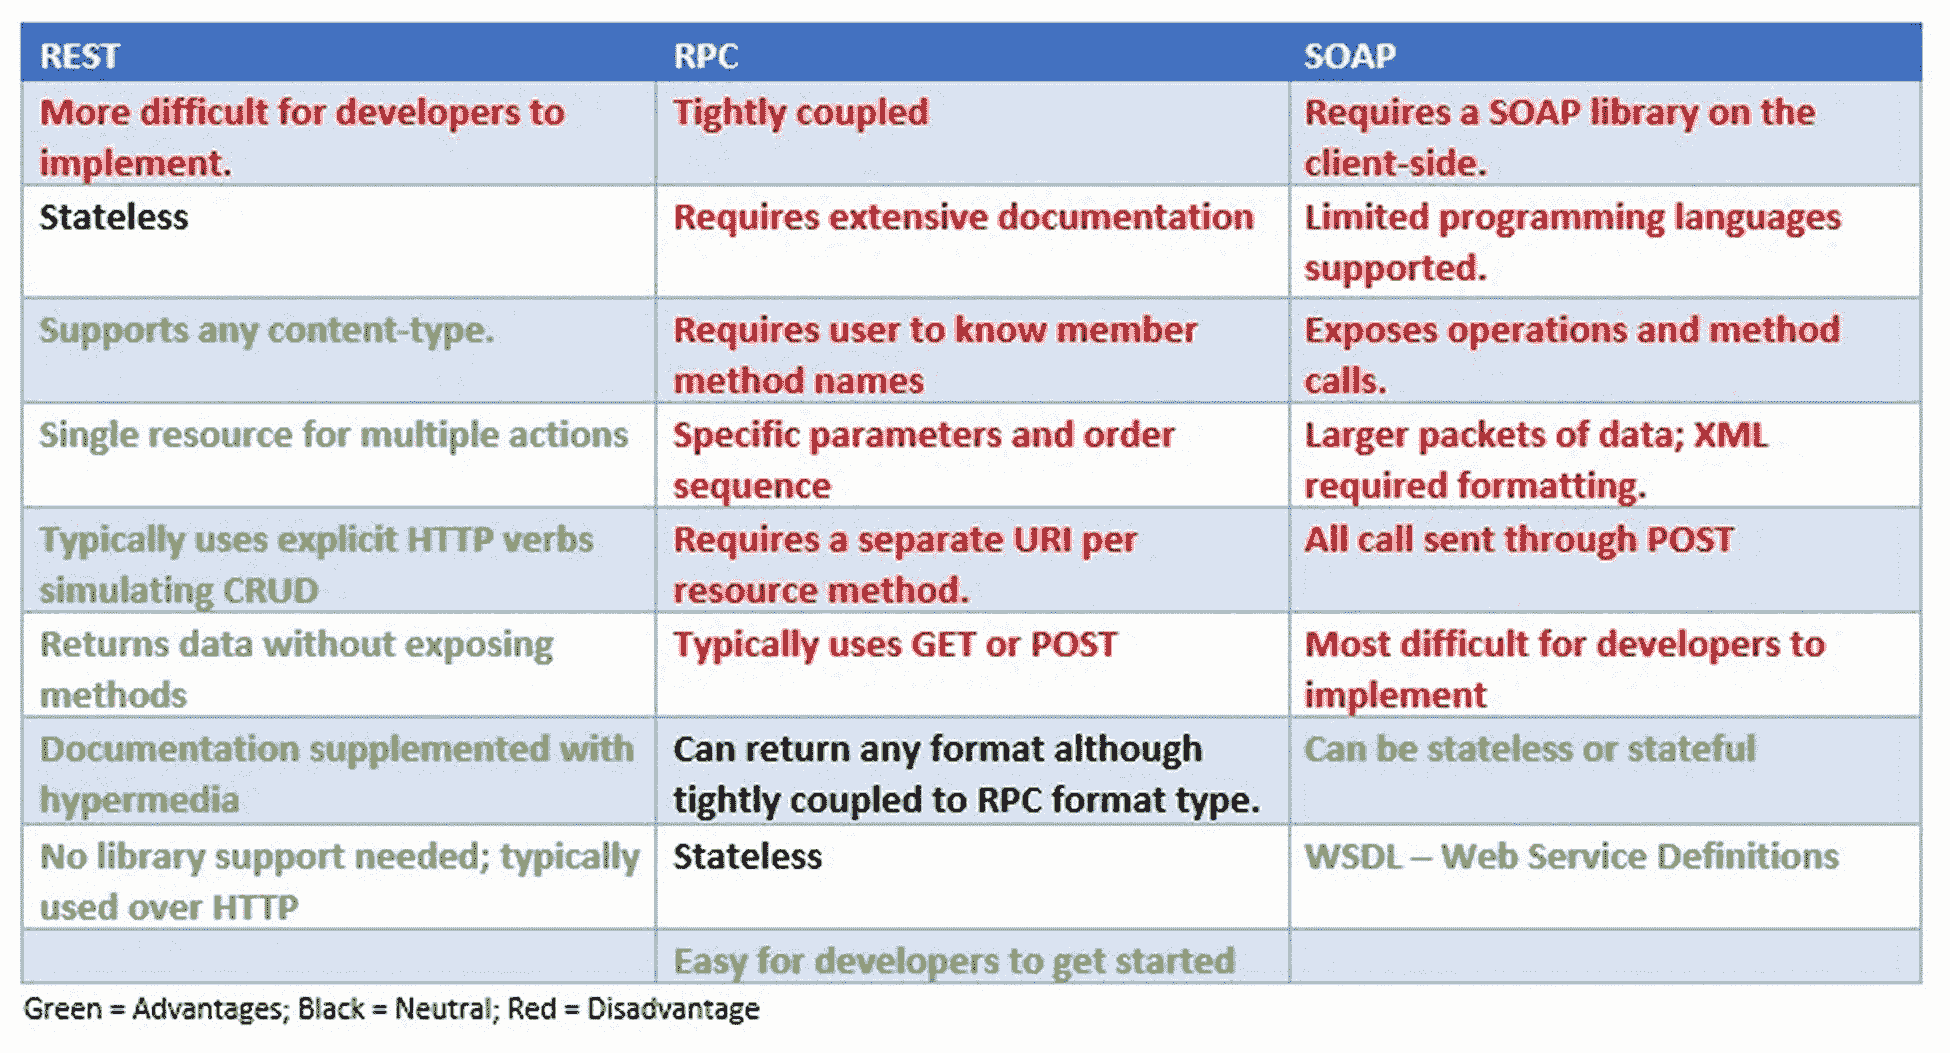 REST
RPC
SOAP
More difficult for developers to
implement.
Tightly coupled
Requires a SOAP library on the
client-side.
Stateless
Requires extensive documentation
Limited programming languages
supported.
Supports any content-type.
Requires user to know member
method names
Exposes operations and method
calls.
Single resource for multiple actions
Specific parameters and order
sequence
Larger packets of data; XML
required formatting.
Typically uses explicit HTTP verbs
simulating CRUD
Requires a separate URI per
resource method.
All call sent through POST
Returns data without exposing
methods
Typically uses GET or POST
Most difficult for developers to
implement
Documentation supplemented with
hypermedia
Can return any format although
tightly coupled to RPC format type.
Can be stateless or stateful
No library support needed; typically
used over HTTP
Stateless
WSDL – Web Service Definitions
Easy for developers to get started
Green = Advantages; Black = Neutral; Red = Disadvantage